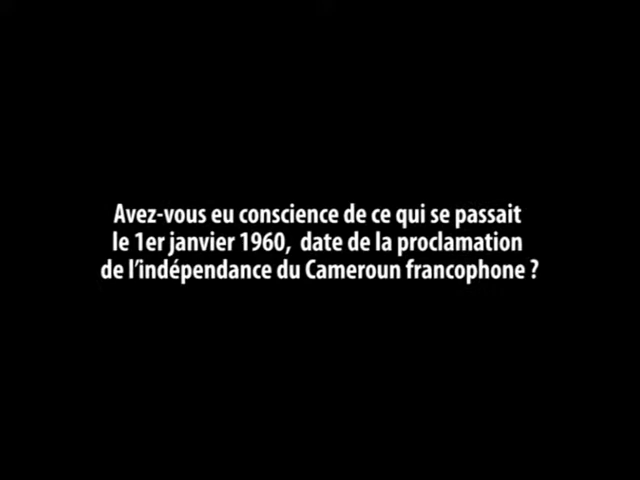 Avez-vous eu conscience de ce qui se passait
le 1er janvier 1960,  date de la proclamation
de l’indépendance du Cameroun francophone ?